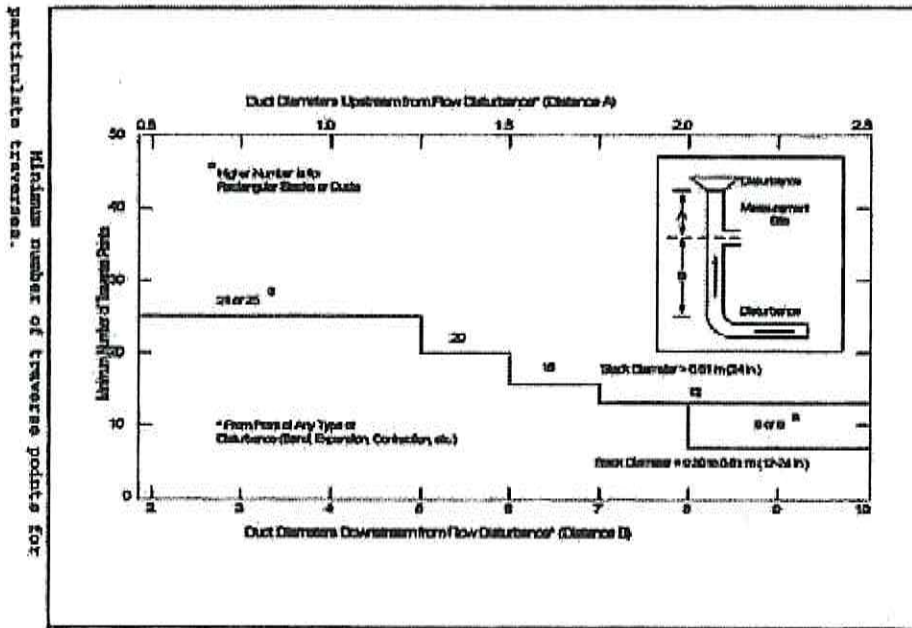 Minimum number of traverse points for
particulate traverses.
Duct Diameters Upstream from Flow Disturbance* (Distance A)
0.5 1.0 1.5 2.0 2.5
50
40
30
20
10
0
Minimum Number of Traverse Points
a Higher Number is for
Rectangular Stacks or Ducts
24 or 25 a
20
16
Stack Diameter > 0.61 m (24 in.)
12
8 or 9 a
* From Point of Any Type of
Disturbance (Bend, Expansion, Contraction, etc.)
Stack Diameter = 0.30 to 0.61 m (12-24 in.)
Disturbance
Measurement
Site
A
B
Disturbance
2 3 4 5 6 7 8 9 10
Duct Diameters Downstream from Flow Disturbance* (Distance B)